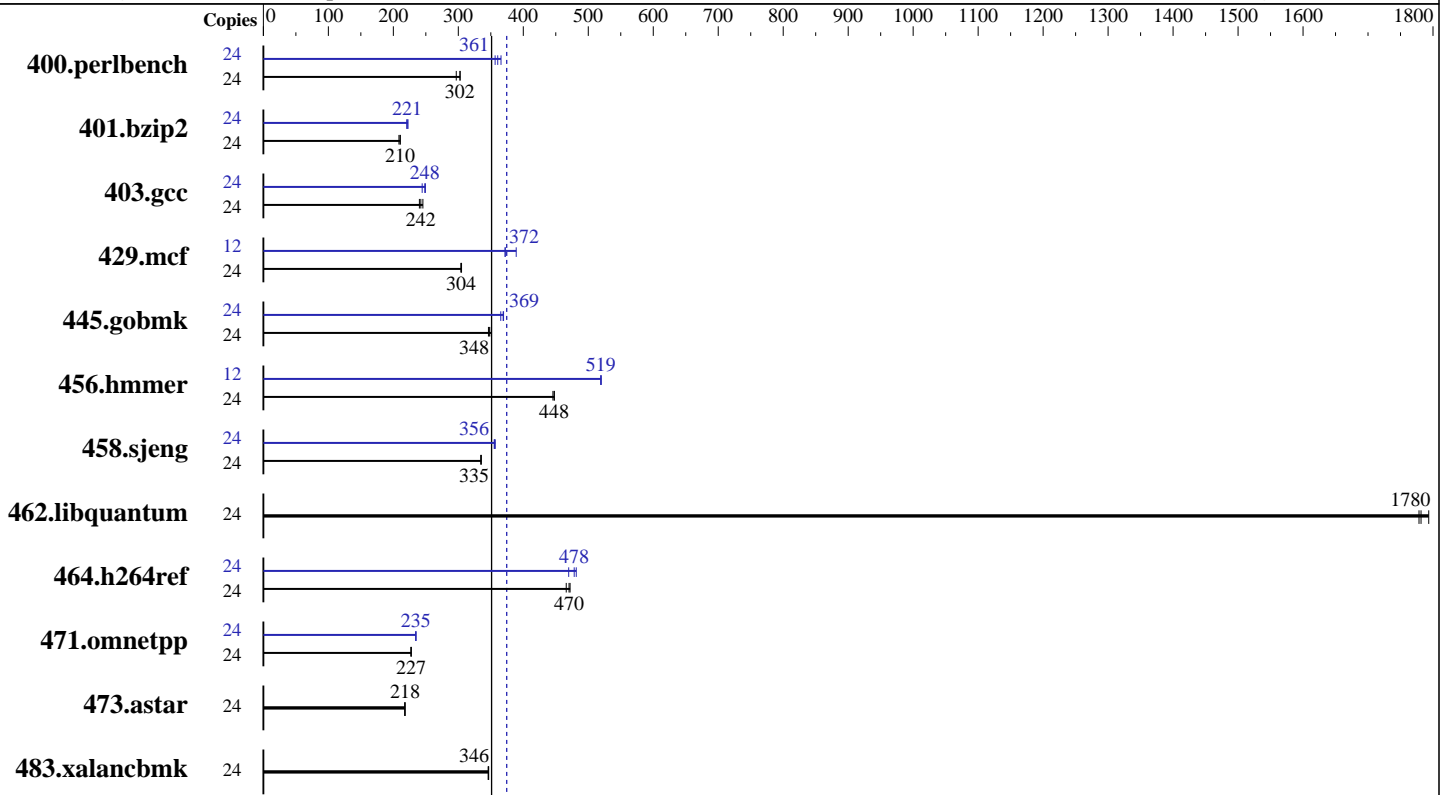 Copies 0 100 200 300 400 500 600 700 800 900 1000 1100 1200 1300 1400 1500 1600 1800
400.perlbench 24 361
24 302
401.bzip2 24 221
24 210
403.gcc 24 248
24 242
429.mcf 12 372
24 304
445.gobmk 24 369
24 348
456.hmmer 12 519
24 448
458.sjeng 24 356
24 335
462.libquantum 24 1780
464.h264ref 24 478
24 470
471.omnetpp 24 235
24 227
473.astar 24 218
483.xalancbmk 24 346